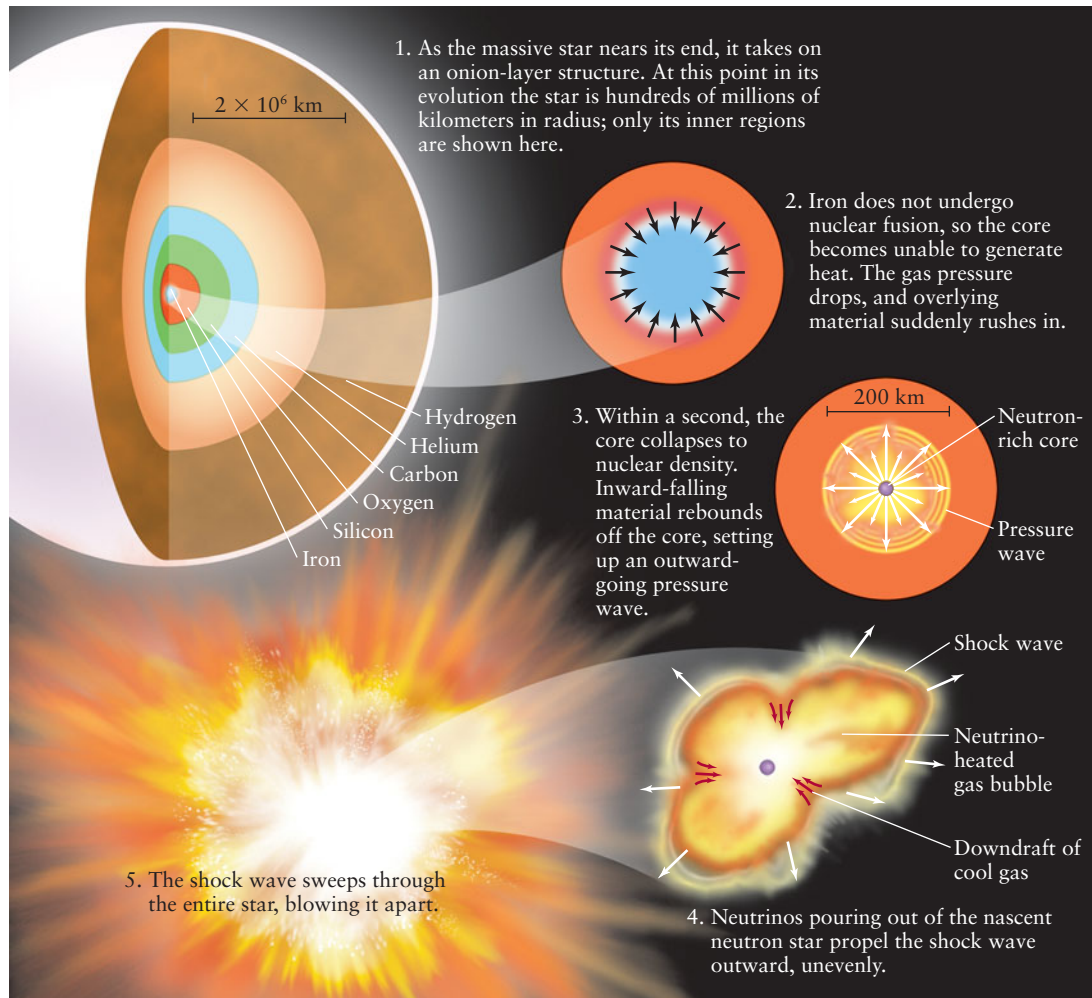 1. As the massive star nears its end, it takes on
an onion-layer structure. At this point in its
evolution the star is hundreds of millions of
kilometers in radius; only its inner regions
are shown here.
2 × 10⁶ km
Hydrogen
Helium
Carbon
Oxygen
Silicon
Iron
2. Iron does not undergo
nuclear fusion, so the core
becomes unable to generate
heat. The gas pressure
drops, and overlying
material suddenly rushes in.
3. Within a second, the
core collapses to
nuclear density.
Inward-falling
material rebounds
off the core, setting
up an outward-
going pressure
wave.
200 km
Neutron-
rich core
Pressure
wave
Shock wave
Neutrino-
heated
gas bubble
Downdraft of
cool gas
4. Neutrinos pouring out of the nascent
neutron star propel the shock wave
outward, unevenly.
5. The shock wave sweeps through
the entire star, blowing it apart.